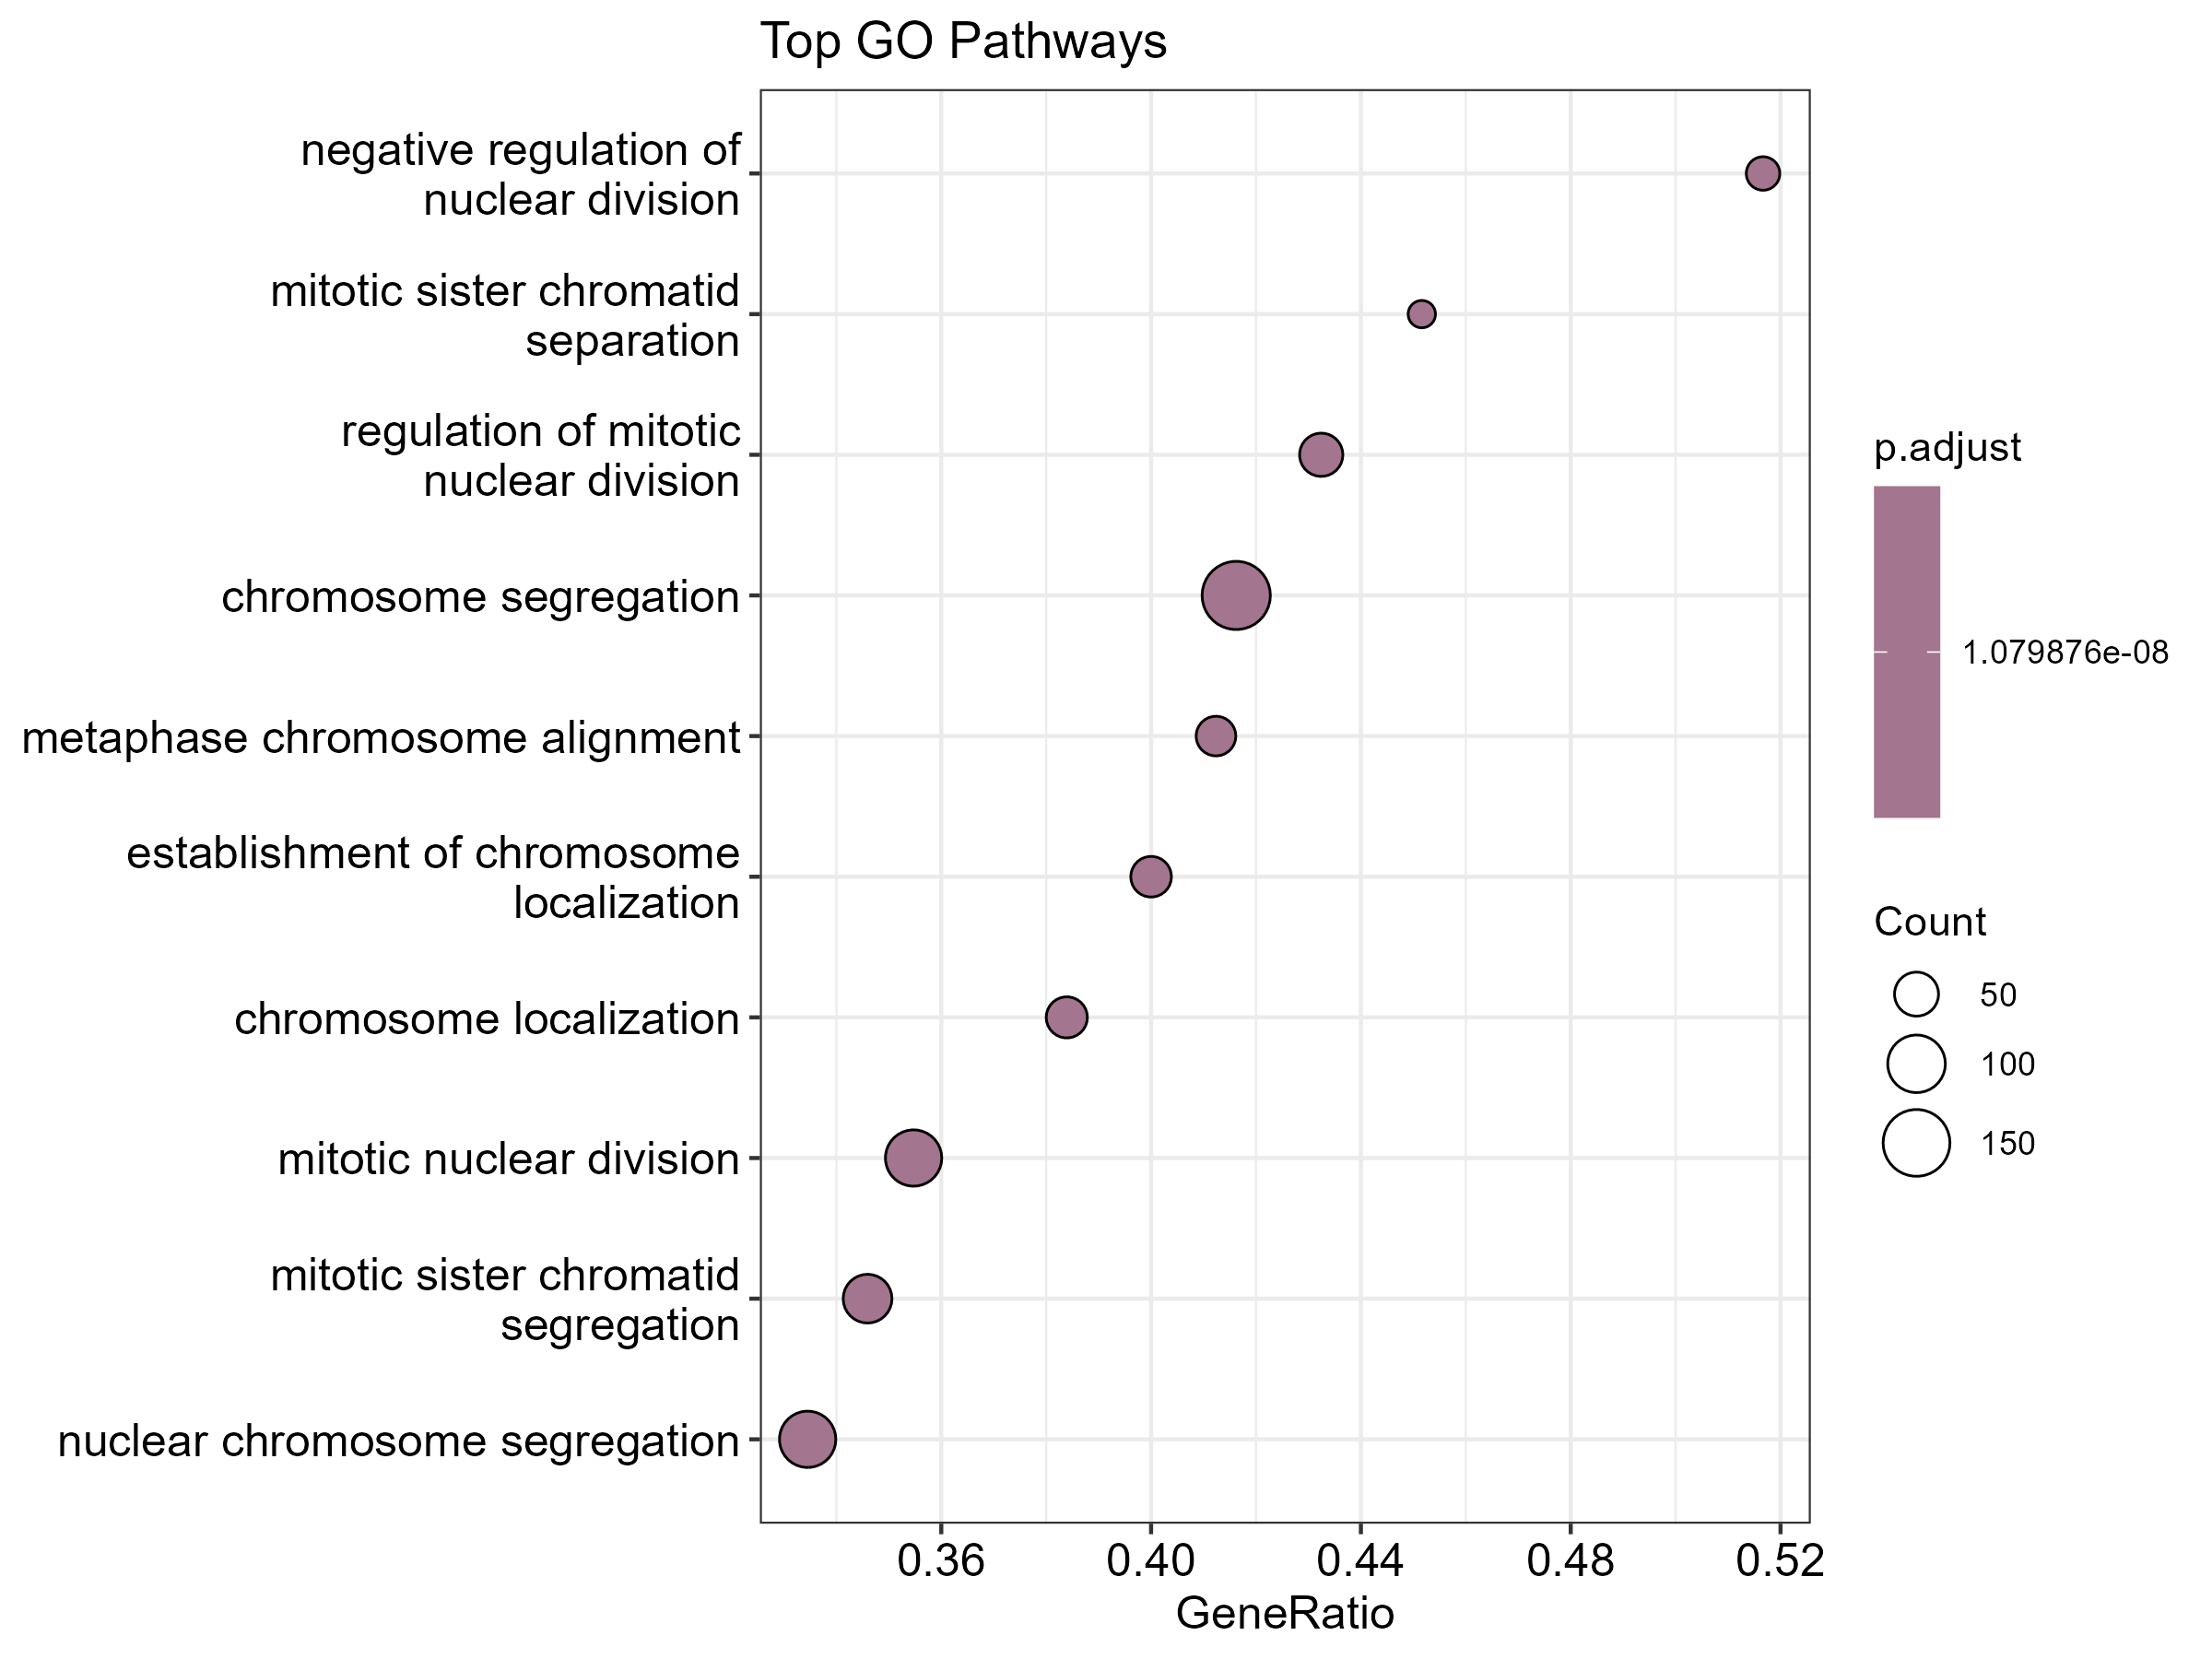 Top GO Pathways
negative regulation of
nuclear division
mitotic sister chromatid
separation
regulation of mitotic
nuclear division
chromosome segregation
metaphase chromosome alignment
establishment of chromosome
localization
chromosome localization
mitotic nuclear division
mitotic sister chromatid
segregation
nuclear chromosome segregation
0.36 0.40 0.44 0.48 0.52
GeneRatio
p.adjust
1.079876e-08
Count
50
100
150